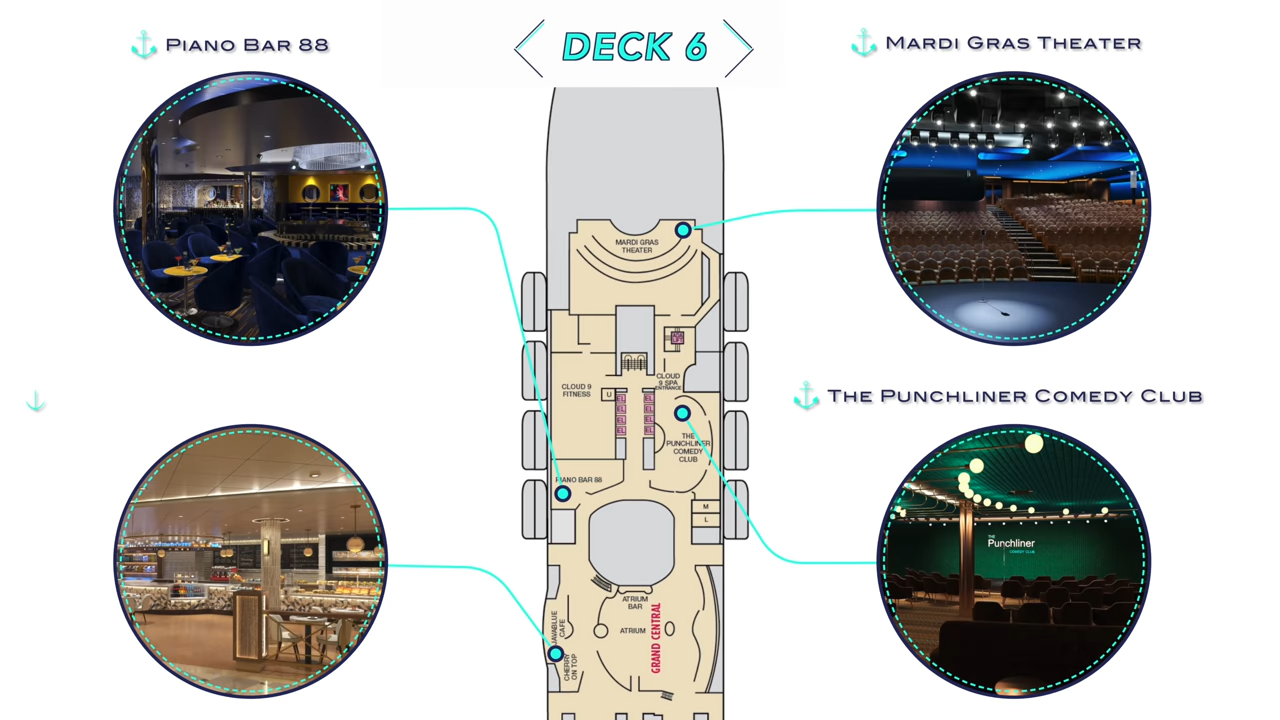 PIANO BAR 88
DECK 6
MARDI GRAS THEATER
MARDI GRAS
THEATER
CLOUD 9
FITNESS
U
CLOUD
9 SPA
ENTRANCE
EL
EL
EL
EL
EL
EL
EL
EL
THE PUNCHLINER COMEDY CLUB
THE
PUNCHLINER
COMEDY
CLUB
PIANO BAR 88
M
L
THE
Punchliner
COMEDY CLUB
ATRIUM
BAR
ATRIUM
GRAND CENTRAL
JAVABLUE
CAFE
CHERRY
ON TOP